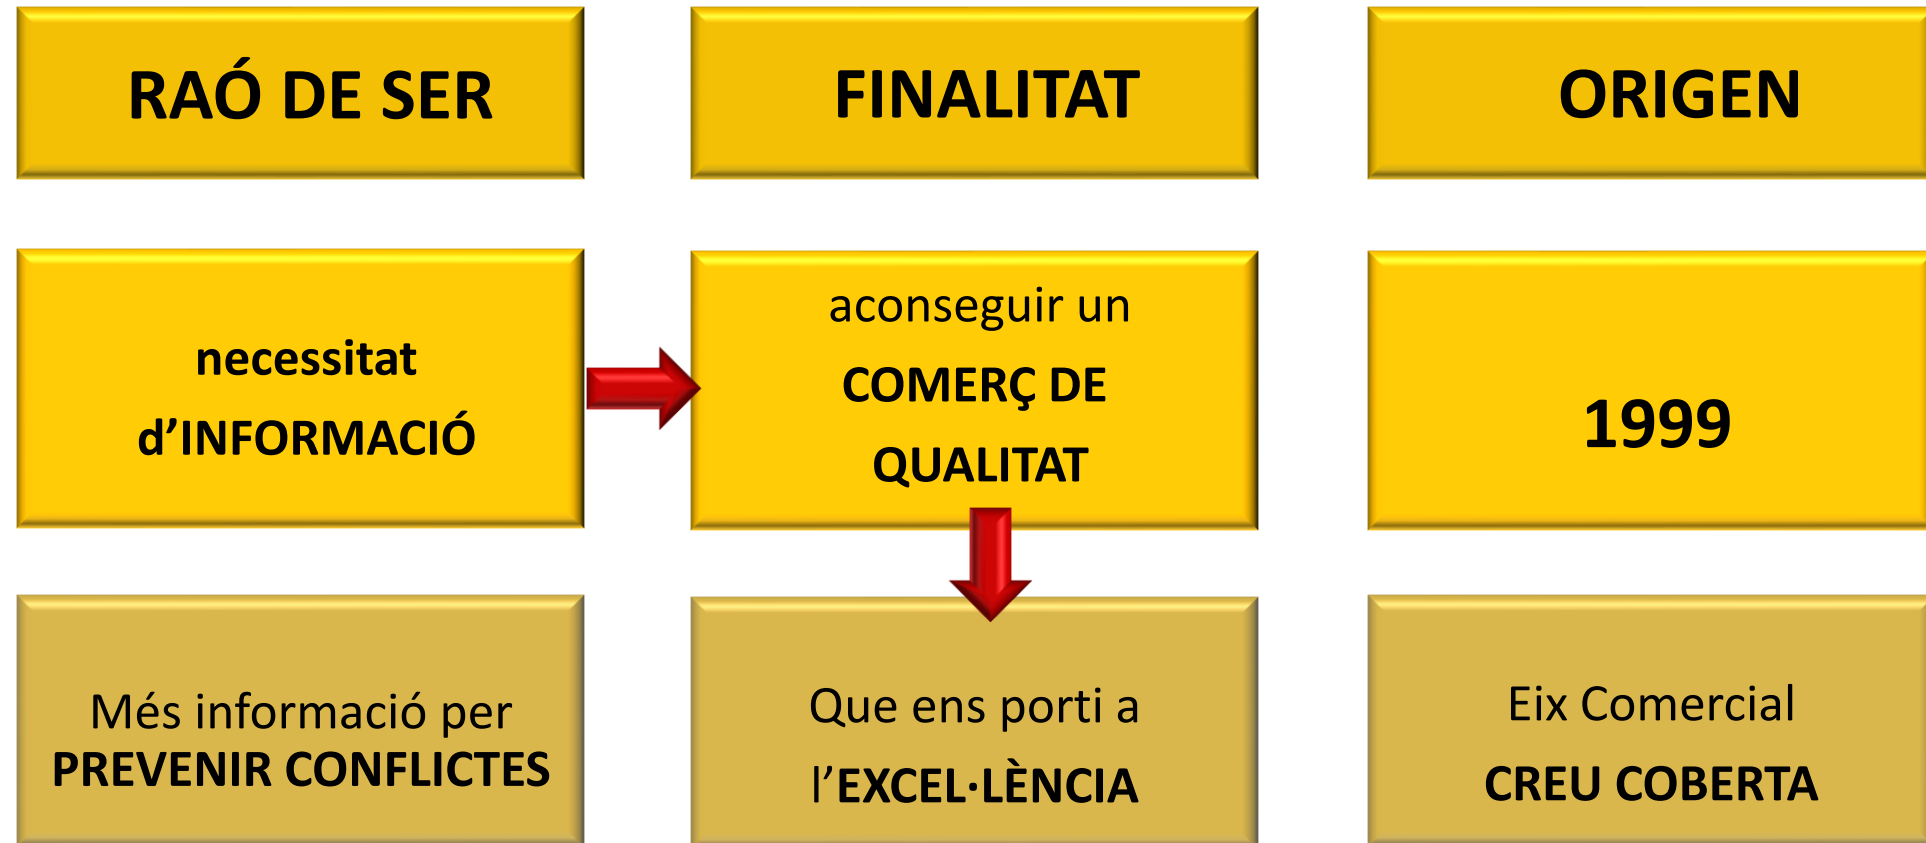 RAÓ DE SER
FINALITAT
ORIGEN
necessitat
d’INFORMACIÓ
aconseguir un
COMERÇ DE
QUALITAT
1999
Més informació per
PREVENIR CONFLICTES
Que ens porti a
l’EXCEL·LÈNCIA
Eix Comercial
CREU COBERTA